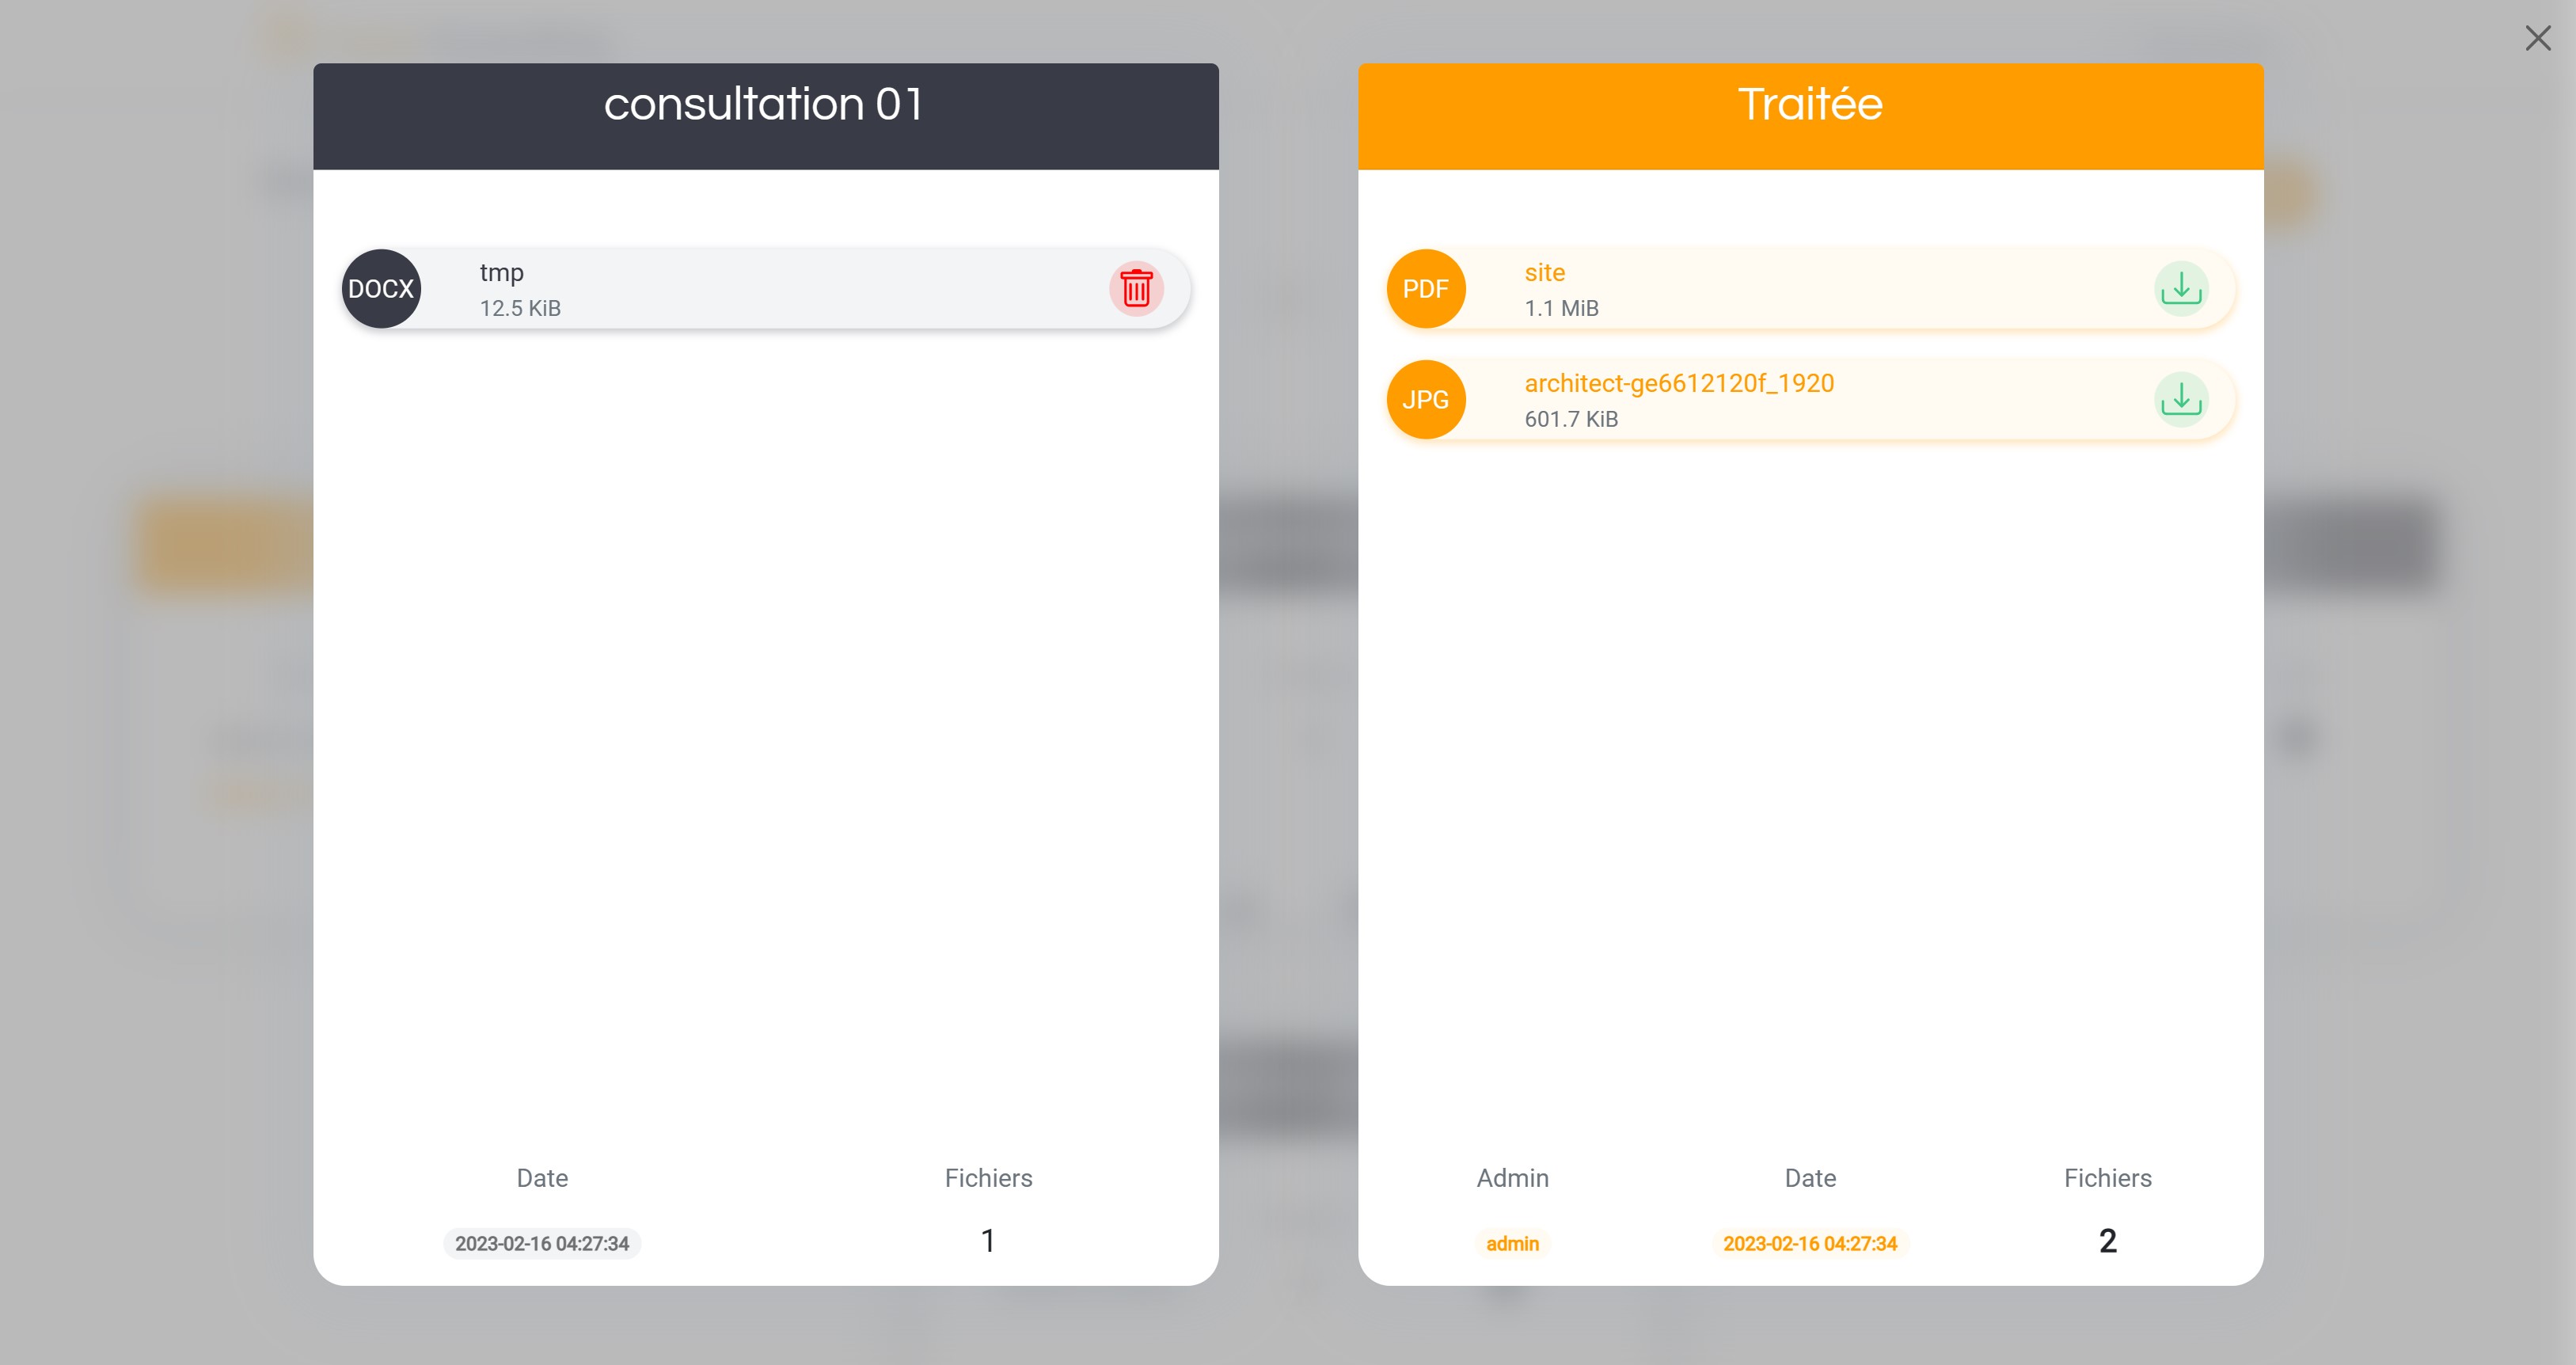 consultation 01
DOCX
tmp
12.5 KiB
Date
Fichiers
2023-02-16 04:27:34
1
Traitée
PDF
site
1.1 MiB
JPG
architect-ge6612120f_1920
601.7 KiB
Admin
Date
Fichiers
admin
2023-02-16 04:27:34
2